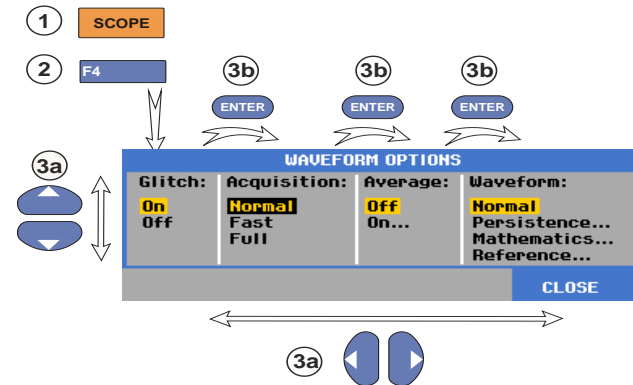 1 SCOPE
2 F4
3b 3b 3b
ENTER ENTER ENTER
3a
WAVEFORM OPTIONS
Glitch: Acquisition: Average: Waveform:
On Normal Off Normal
Off Fast On... Persistence...
Full Mathematics...
Reference...
CLOSE
3a